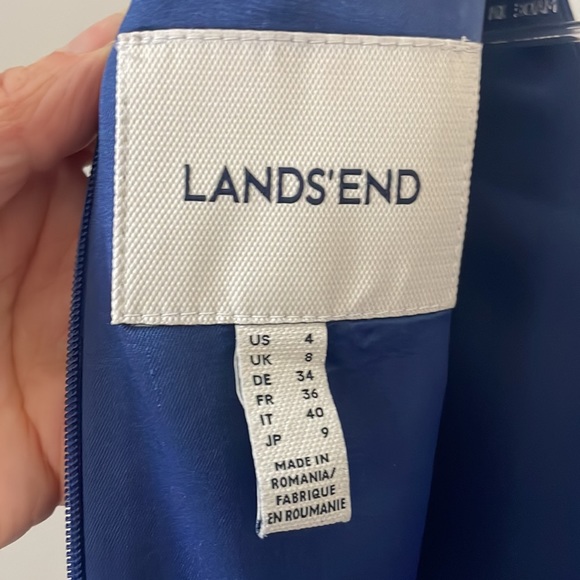 LANDS'END
US 4
UK 8
DE 34
FR 36
IT 40
JP 9
MADE IN
ROMANIA/
FABRIQUE
EN ROUMANIE